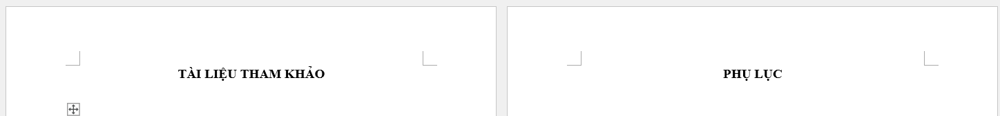 TÀI LIỆU THAM KHẢO
PHỤ LỤC